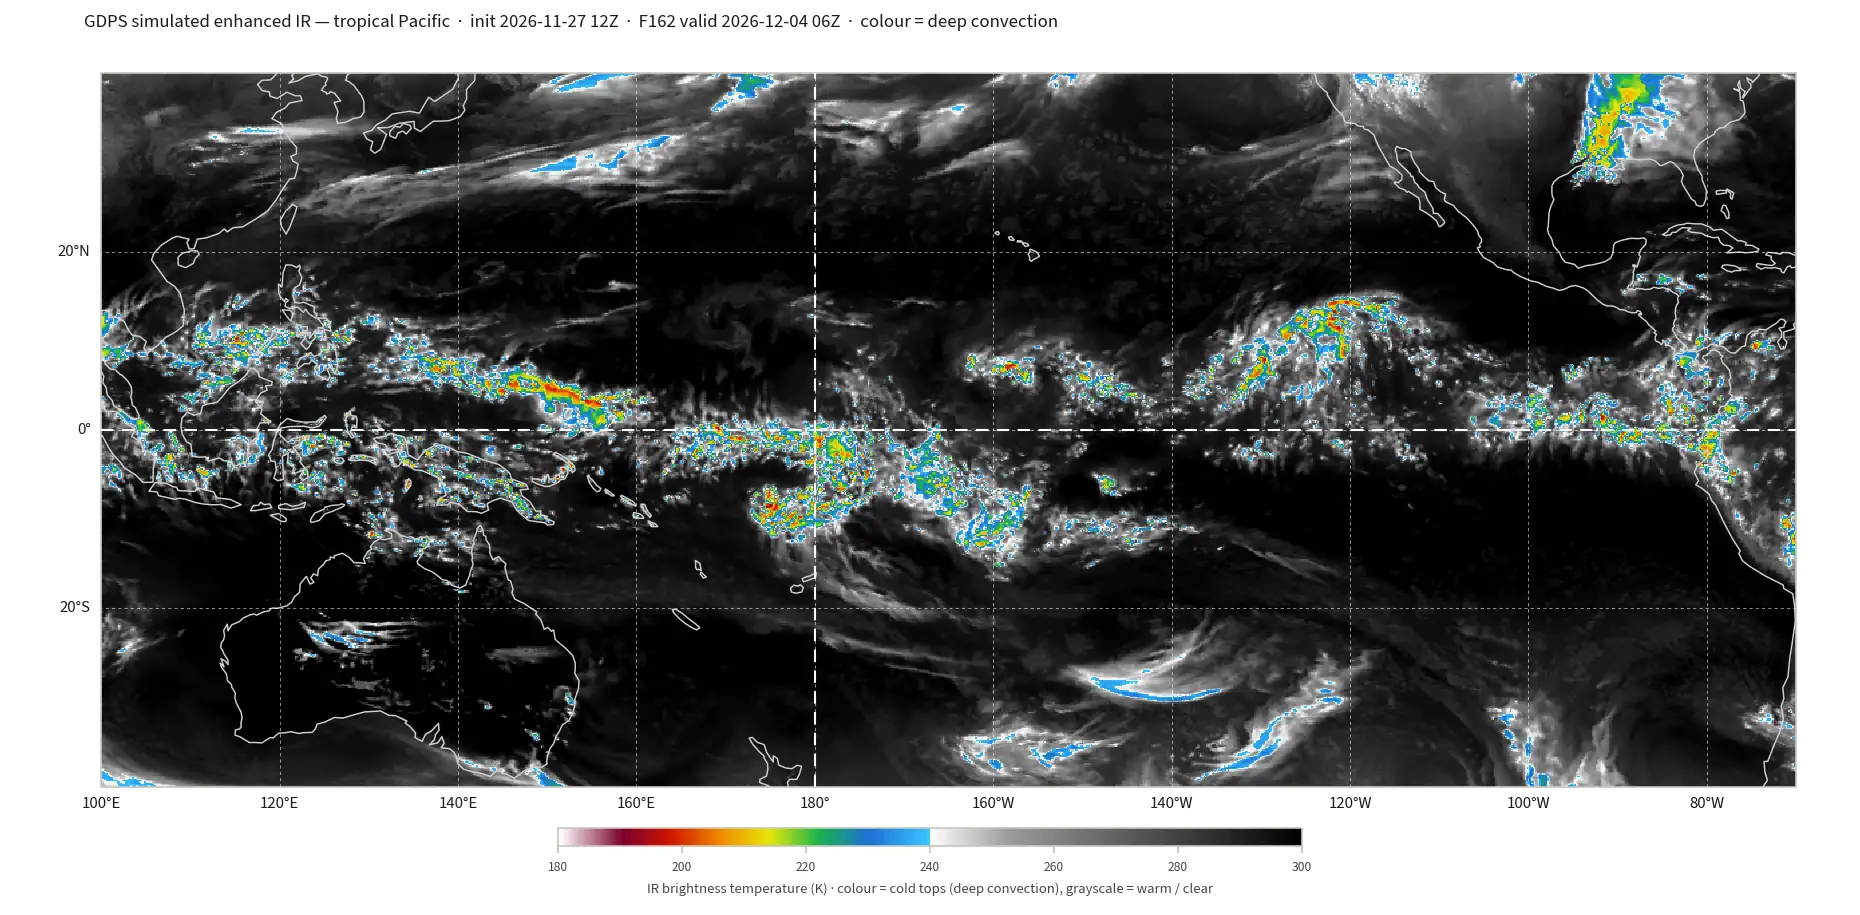 GDPS simulated enhanced IR — tropical Pacific · init 2026-11-27 12Z · F162 valid 2026-12-04 06Z · colour = deep convection
20°N
0°
20°S
100°E 120°E 140°E 160°E 180° 160°W 140°W 120°W 100°W 80°W
180 200 220 240 260 280 300
IR brightness temperature (K) · colour = cold tops (deep convection), grayscale = warm / clear